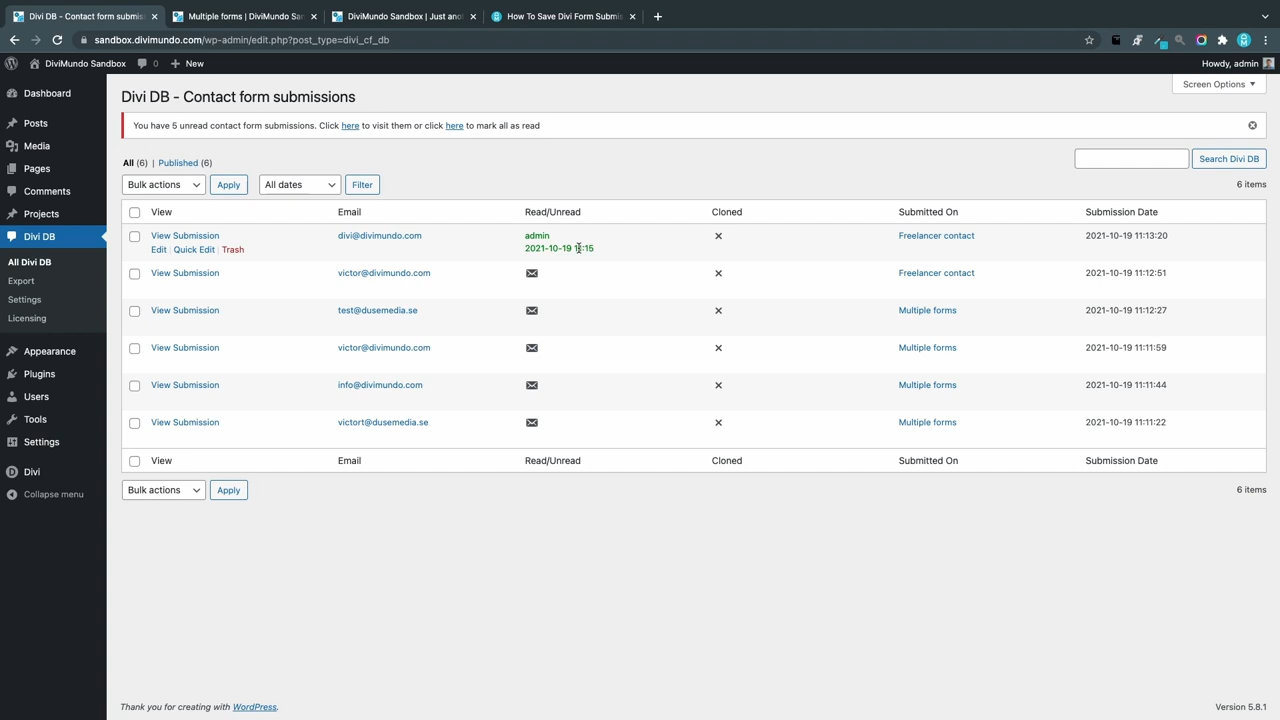 Divi DB - Contact form submiss
Multiple forms | DiviMundo San
DiviMundo Sandbox | Just anot
How To Save Divi Form Submis
sandbox.divimundo.com/wp-admin/edit.php?post_type=divi_cf_db
DiviMundo Sandbox 0 New
Howdy, admin
Dashboard
Posts
Media
Pages
Comments
Projects
Divi DB
All Divi DB
Export
Settings
Licensing
Appearance
Plugins
Users
Tools
Settings
Divi
Collapse menu
Screen Options
Divi DB - Contact form submissions
You have 5 unread contact form submissions. Click here to visit them or click here to mark all as read
All (6) | Published (6)
Search Divi DB
Bulk actions Apply All dates Filter
6 items
View Email Read/Unread Cloned Submitted On Submission Date
View Submission divi@divimundo.com admin Freelancer contact 2021-10-19 11:13:20
Edit | Quick Edit | Trash 2021-10-19
View Submission victor@divimundo.com Freelancer contact 2021-10-19 11:12:51
View Submission test@dusemedia.se Multiple forms 2021-10-19 11:12:27
View Submission victor@divimundo.com Multiple forms 2021-10-19 11:11:59
View Submission info@divimundo.com Multiple forms 2021-10-19 11:11:44
View Submission victort@dusemedia.se Multiple forms 2021-10-19 11:11:22
View Email Read/Unread Cloned Submitted On Submission Date
Bulk actions Apply
6 items
Thank you for creating with WordPress.
Version 5.8.1